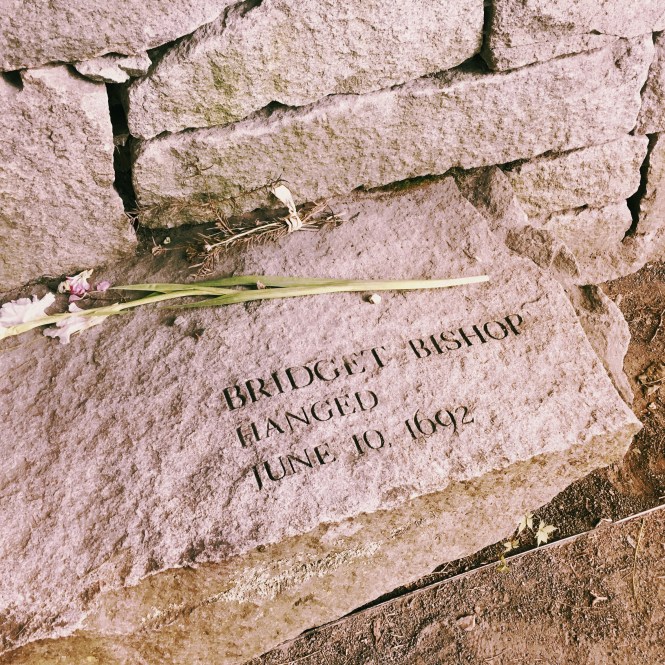 BRIDGET BISHOP
HANGED
JUNE 10, 1692